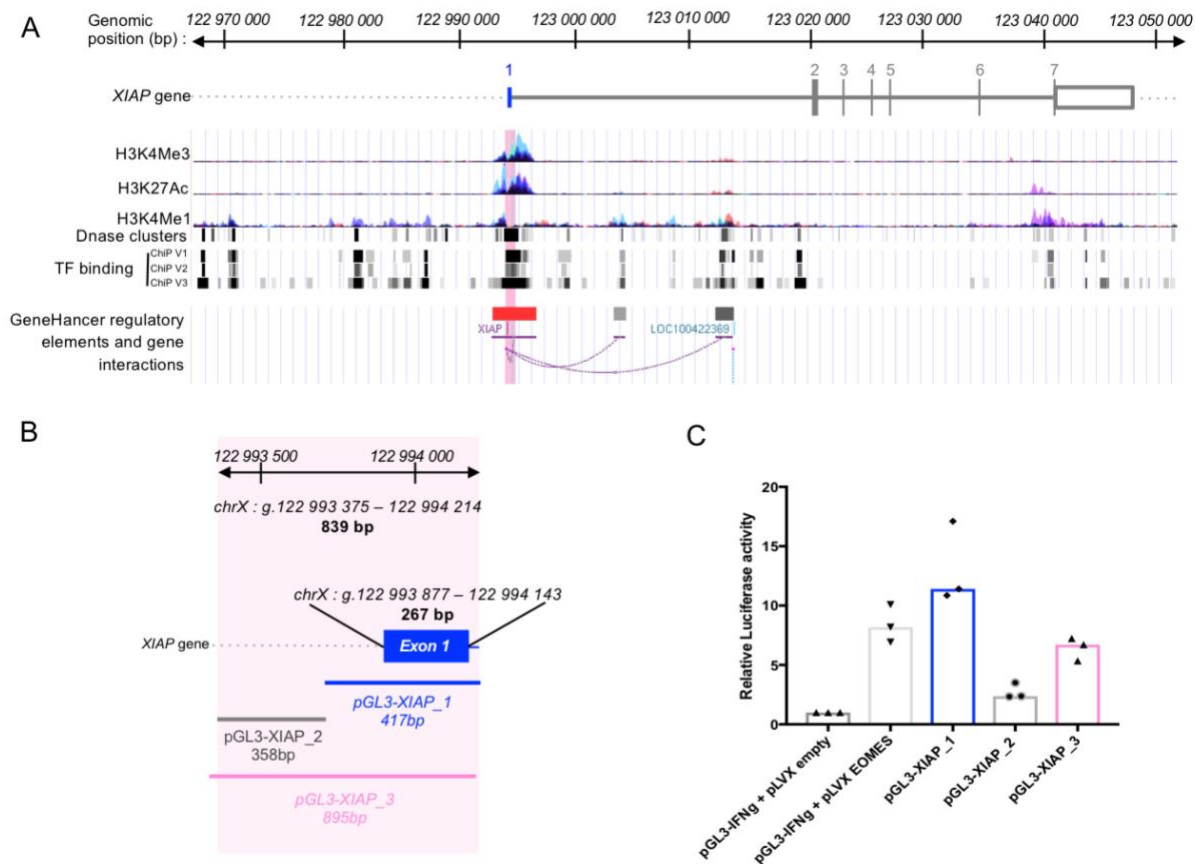 A
Genomic position (bp) :
122 970 000 122 980 000 122 990 000 123 000 000 123 010 000 123 020 000 123 030 000 123 040 000 123 050 000
1 2 3 4 5 6 7
XIAP gene
H3K4Me3
H3K27Ac
H3K4Me1
Dnase clusters
TF binding
ChiP V1
ChiP V2
ChiP V3
GeneHancer regulatory
elements and gene
interactions
XIAP
LOC100422369
B
122 993 500 122 994 000
chrX : g.122 993 375 – 122 994 214
839 bp
chrX : g.122 993 877 – 122 994 143
267 bp
XIAP gene
Exon 1
pGL3-XIAP_1
417bp
pGL3-XIAP_2
358bp
pGL3-XIAP_3
895bp
C
Relative Luciferase activity
20
15
10
5
0
pGL3-IFNg + pLVX empty
pGL3-IFNg + pLVX EOMES
pGL3-XIAP_1
pGL3-XIAP_2
pGL3-XIAP_3